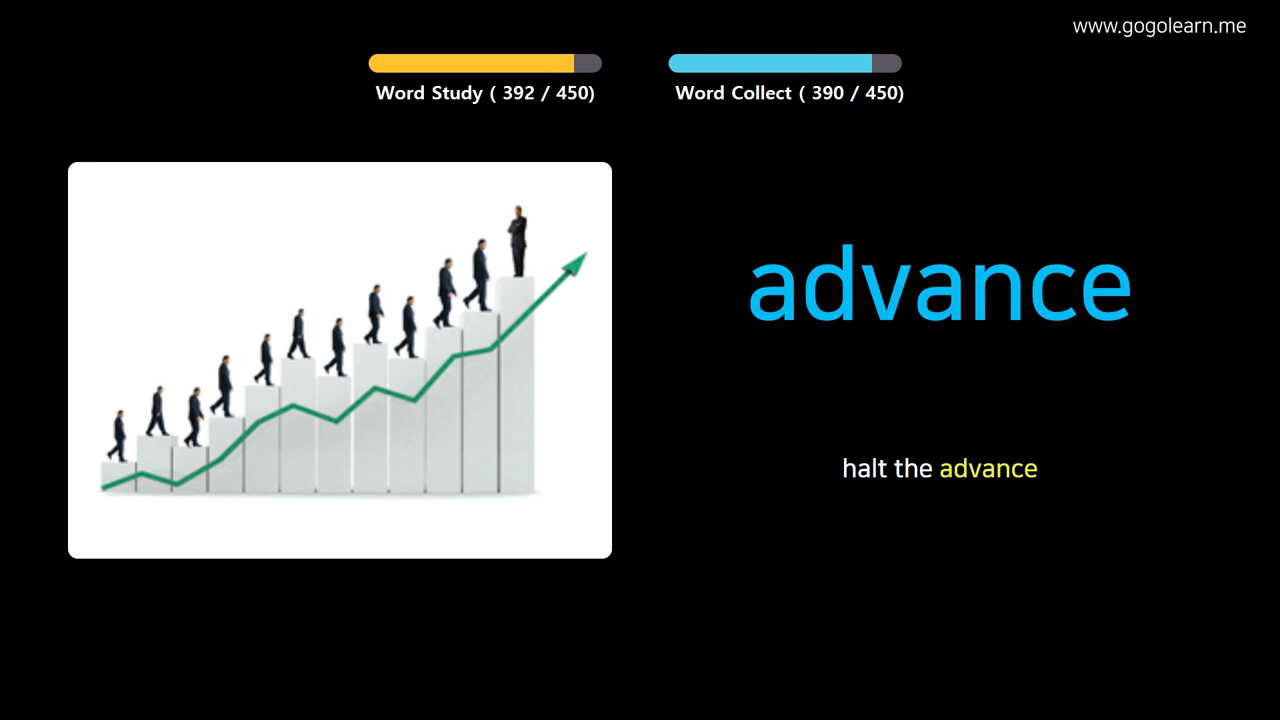 www.gogolearn.me
Word Study ( 392 / 450)
Word Collect ( 390 / 450)
advance
halt the advance